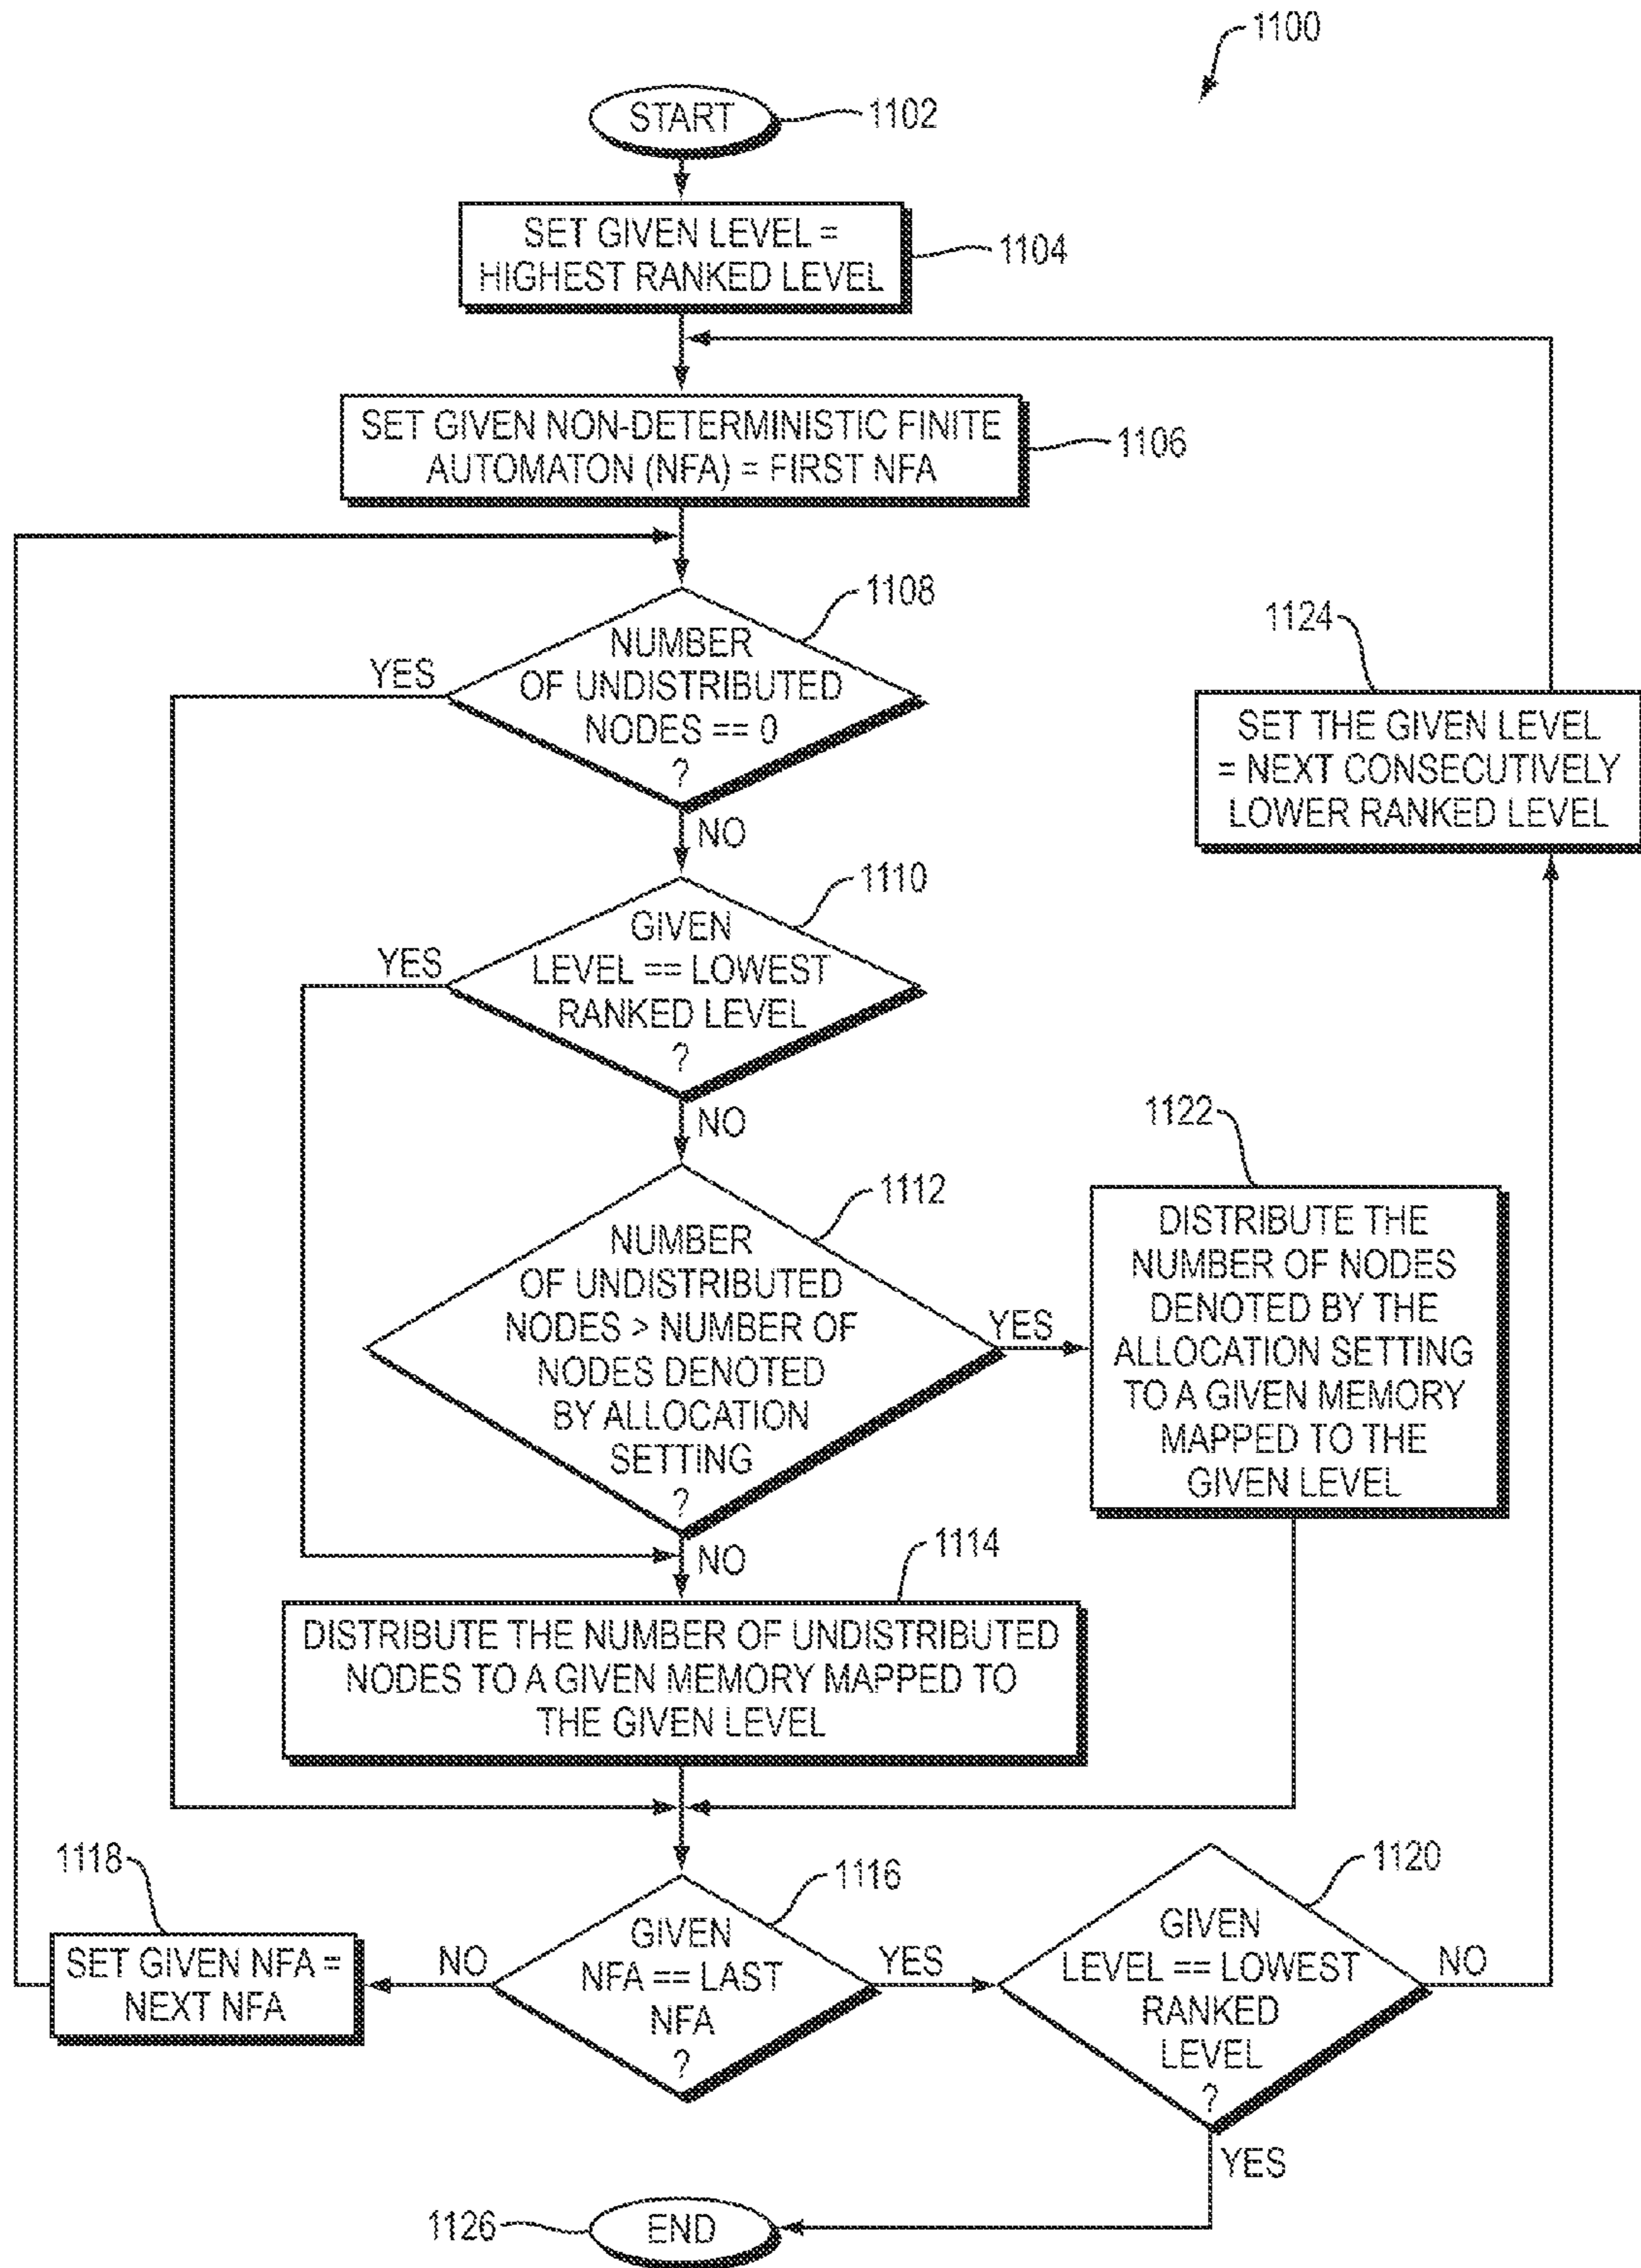 1100
START
1102
SET GIVEN LEVEL =
HIGHEST RANKED LEVEL
1104
SET GIVEN NON-DETERMINISTIC FINITE
AUTOMATON (NFA) = FIRST NFA
1106
1108
NUMBER
OF UNDISTRIBUTED
NODES == 0
?
YES
NO
1124
SET THE GIVEN LEVEL
= NEXT CONSECUTIVELY
LOWER RANKED LEVEL
1110
GIVEN
LEVEL == LOWEST
RANKED LEVEL
?
YES
NO
1112
NUMBER
OF UNDISTRIBUTED
NODES > NUMBER OF
NODES DENOTED
BY ALLOCATION
SETTING
?
YES
NO
1122
DISTRIBUTE THE
NUMBER OF NODES
DENOTED BY THE
ALLOCATION SETTING
TO A GIVEN MEMORY
MAPPED TO THE
GIVEN LEVEL
1114
DISTRIBUTE THE NUMBER OF UNDISTRIBUTED
NODES TO A GIVEN MEMORY MAPPED TO
THE GIVEN LEVEL
1118
SET GIVEN NFA =
NEXT NFA
NO
1116
GIVEN
NFA == LAST
NFA
?
YES
1120
GIVEN
LEVEL == LOWEST
RANKED
LEVEL
?
NO
YES
1126
END